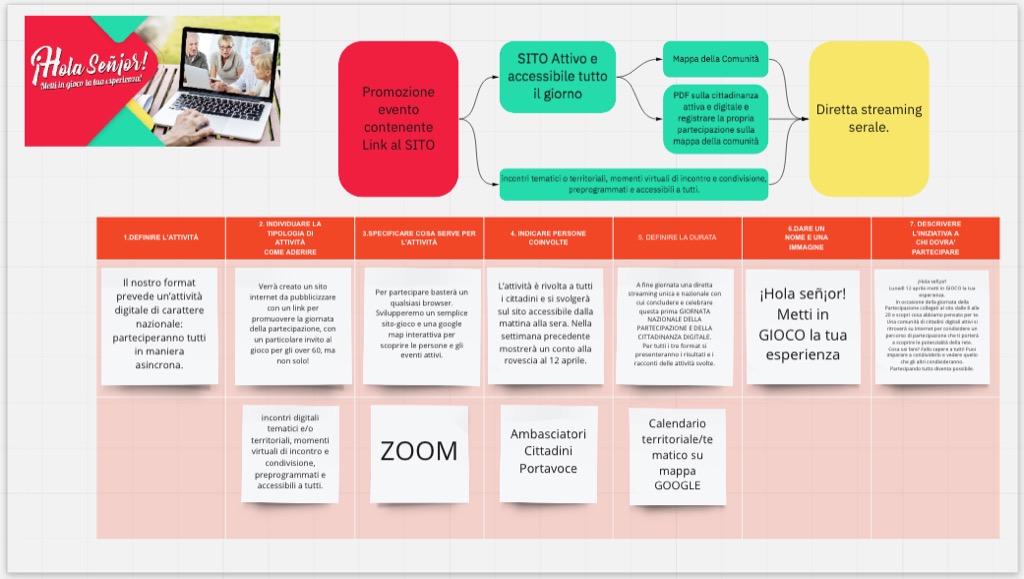 ¡Hola Señjor!
Metti in gioco la tua esperienza!
Promozione
evento
contenente
Link al SITO
SITO Attivo e
accessibile tutto
il giorno
Mappa della Comunità
PDF sulla cittadinanza
attiva e digitale e
registrare la propria
partecipazione sulla
mappa della comunità
incontri tematici o territoriali, momenti virtuali di incontro e condivisione,
preprogrammati e accessibili a tutti.
Diretta streaming
serale.
1.DEFINIRE L'ATTIVITÀ
2. INDIVIDUARE LA
TIPOLOGIA DI
ATTIVITÀ
COME ADERIRE
3.SPECIFICARE COSA SERVE PER
L'ATTIVITÀ
4. INDICARE PERSONE
COINVOLTE
5. DEFINIRE LA DURATA
6.DARE UN
NOME E UNA
IMMAGINE
7. DESCRIVERE
L'INIZIATIVA A
CHI DOVRA'
PARTECIPARE
Il nostro format
prevede un'attività
digitale di carattere
nazionale:
parteciperanno tutti
in maniera
asincrona.
Verrà creato un sito
internet da pubblicizzare
con un link per
promuovere la giornata
della partecipazione, con
un particolare invito al
gioco per gli over 60, ma
non solo!
Per partecipare basterà un
qualsiasi browser.
Svilupperemo un semplice
sito-gioco e una google
map interattiva per
scoprire le persone e gli
eventi attivi.
L'attività è rivolta a tutti
i cittadini e si svolgerà
sul sito accessibile dalla
mattina alla sera. Nella
settimana precedente
mostrerà un conto alla
rovescia al 12 aprile.
A fine giornata una diretta
streaming unica e nazionale con
cui concludere e celebrare
questa prima GIORNATA
NAZIONALE DELLA
PARTECIPAZIONE E DELLA
CITTADINANZA DIGITALE.
Per tutti i tre format si
presenteranno i risultati e i
racconti delle attività svolte.
¡Hola señjor!
Metti in
GIOCO la tua
esperienza
¡Hola señjor!
Lunedì 12 aprile metti in GIOCO la tua
esperienza.
In occasione della giornata della
Partecipazione collegati al sito dalle 8 alle
20 e scopri cosa abbiamo pensato per te.
Una comunità di cittadini digitali attivi si
ritroverà su internet per condividere un
percorso di partecipazione che ti porterà
a scoprire le potenzialità della rete.
Cosa sai fare? Fallo sapere a tutti! Puoi
imparare a condividerlo e vedere quello
che gli altri condivideranno.
Partecipando tutto diventa possibile.
incontri digitali
tematici e/o
territoriali, momenti
virtuali di incontro e
condivisione,
preprogrammati e
accessibili a tutti.
ZOOM
Ambasciatori
Cittadini
Portavoce
Calendario
territoriale/te
matico su
mappa
GOOGLE